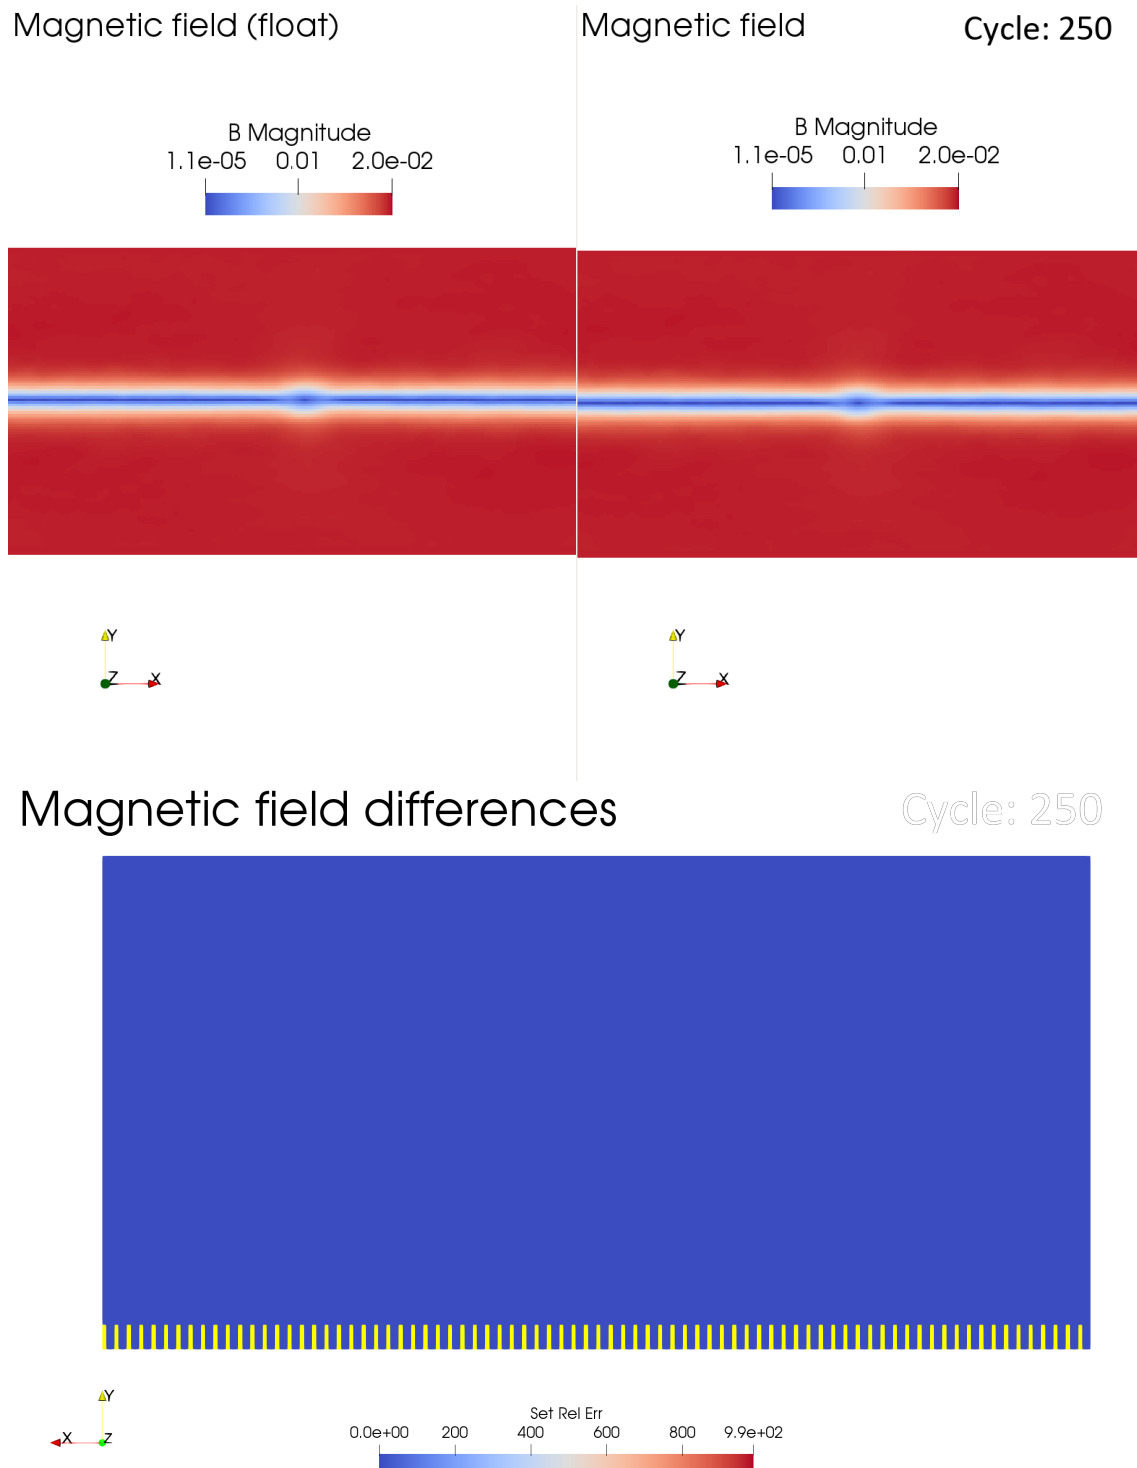 Magnetic field (float)
Magnetic field
Cycle: 250
B Magnitude
1.1e-05 0.01 2.0e-02
B Magnitude
1.1e-05 0.01 2.0e-02
Y
Z
X
Y
Z
X
Magnetic field differences
Cycle: 250
Y
X
Z
Set Rel Err
0.0e+00 200 400 600 800 9.9e+02